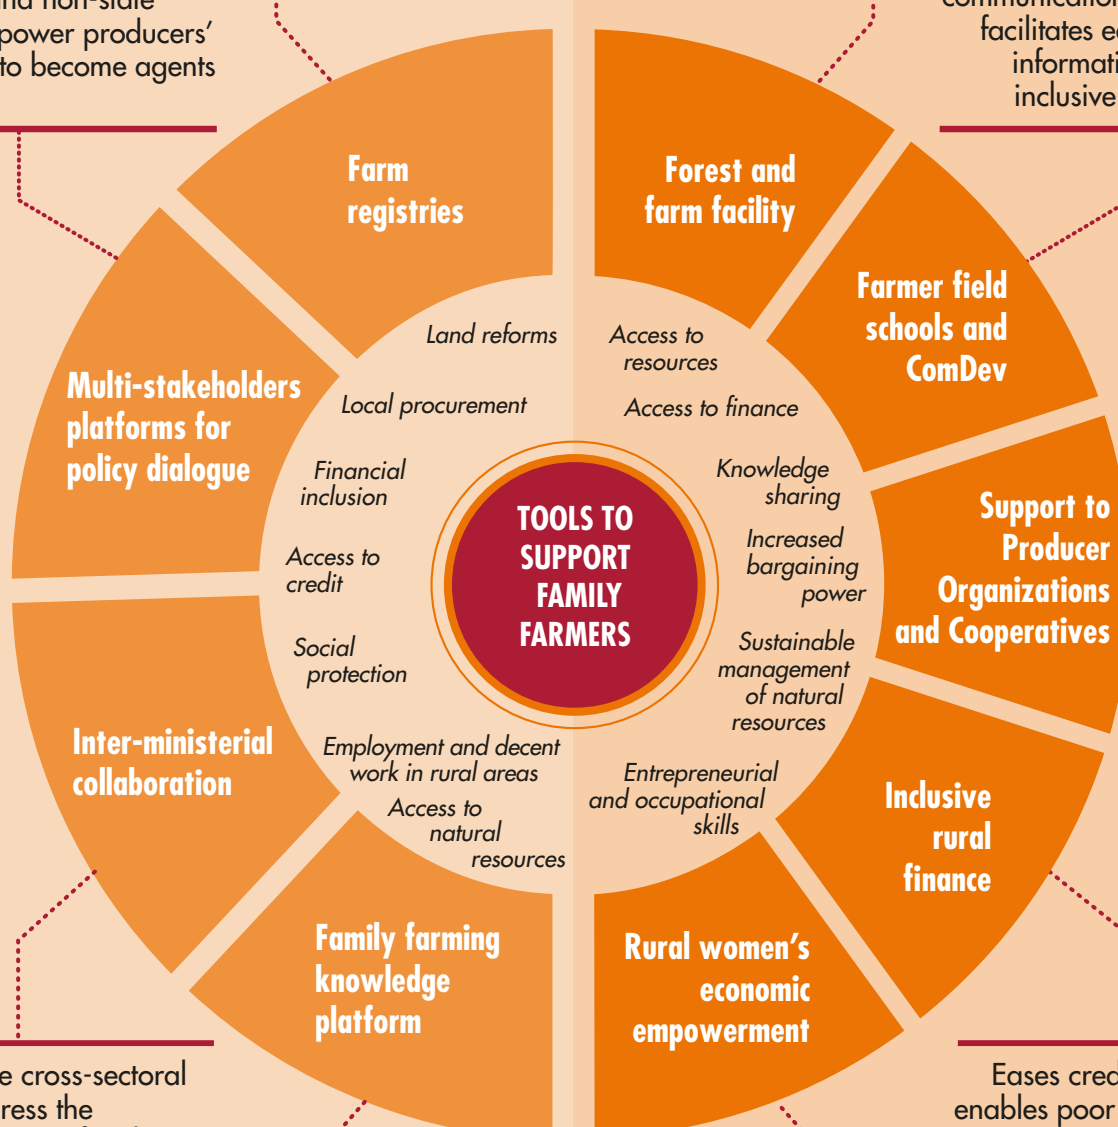 and non-state
power producers’
to become agents
facilitates
inclusive
Farm
registries
Forest and
farm facility
Farmer field
schools and
ComDev
Multi-stakeholders
platforms for
policy dialogue
Support to
Producer
Organizations
and Cooperatives
Inter-ministerial
collaboration
Inclusive
rural
finance
Family farming
knowledge
platform
Rural women’s
economic
empowerment
Land reforms
Local procurement
Financial
inclusion
Access to
credit
Social
protection
Employment and decent
work in rural areas
Access to
natural
resources
Access to
resources
Access to finance
Knowledge
sharing
Increased
bargaining
power
Sustainable
management
of natural
resources
Entrepreneurial
and occupational
skills
TOOLS TO
SUPPORT
FAMILY
FARMERS
cross-sectoral
the
Eases
enables poor